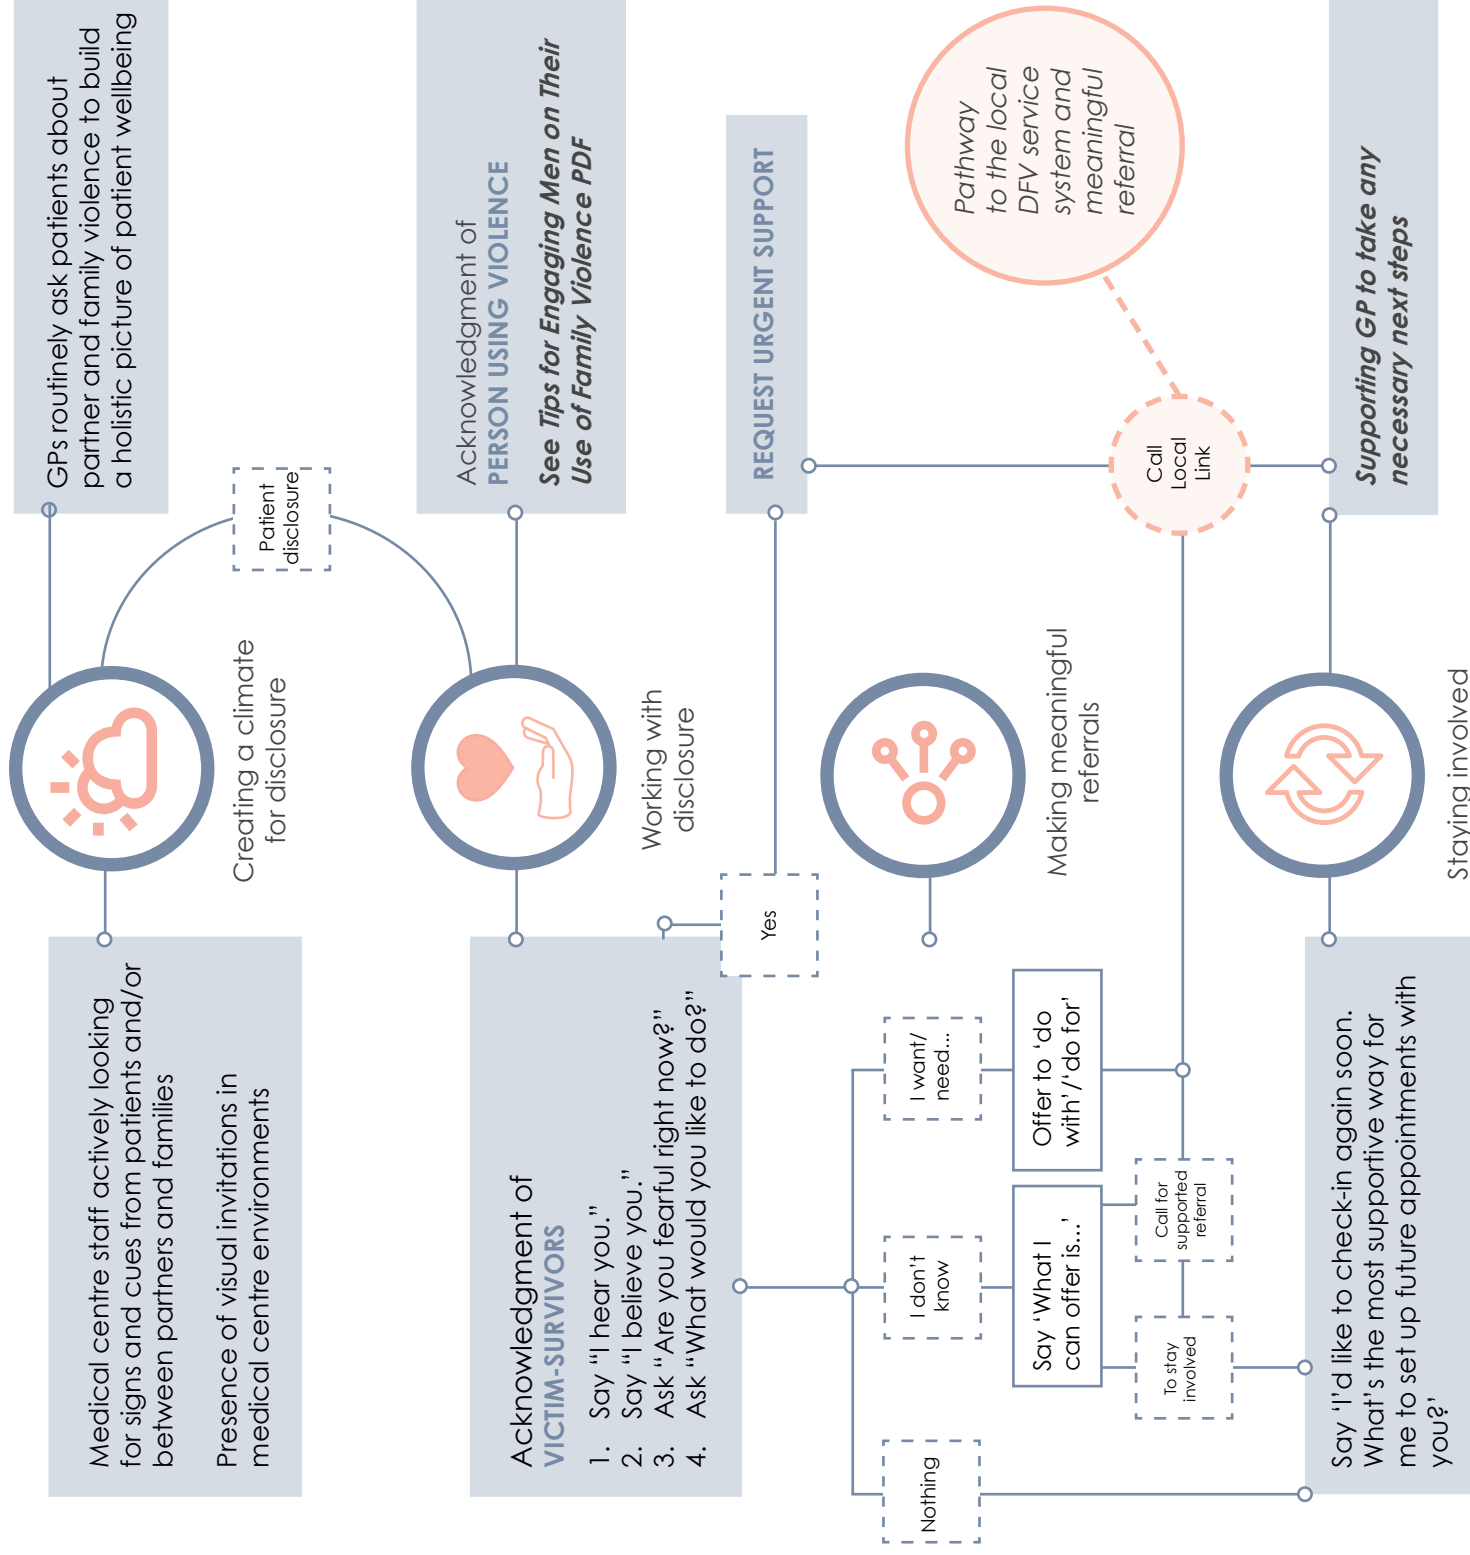 Medical centre staff actively looking
for signs and cues from patients and/or
between partners and families
Presence of visual invitations in
medical centre environments
Creating a climate
for disclosure
GPs routinely ask patients about
partner and family violence to build
a holistic picture of patient wellbeing
Patient
disclosure
Acknowledgment of
VICTIM-SURVIVORS
1. Say “I hear you.”
2. Say “I believe you.”
3. Ask “Are you fearful right now?”
4. Ask “What would you like to do?”
Working with
disclosure
Acknowledgment of
PERSON USING VIOLENCE
See Tips for Engaging Men on Their
Use of Family Violence PDF
Yes
REQUEST URGENT SUPPORT
Nothing
I don't
know
I want/
need...
Making meaningful
referrals
Say ‘What I
can offer is...’
Offer to ‘do
with’/‘do for’
To stay
involved
Call for
supported
referral
Call
Local
Link
Pathway
to the local
DFV service
system and
meaningful
referral
Say ‘I’d like to check-in again soon.
What’s the most supportive way for
me to set up future appointments with
you?’
Staying involved
Supporting GP to take any
necessary next steps